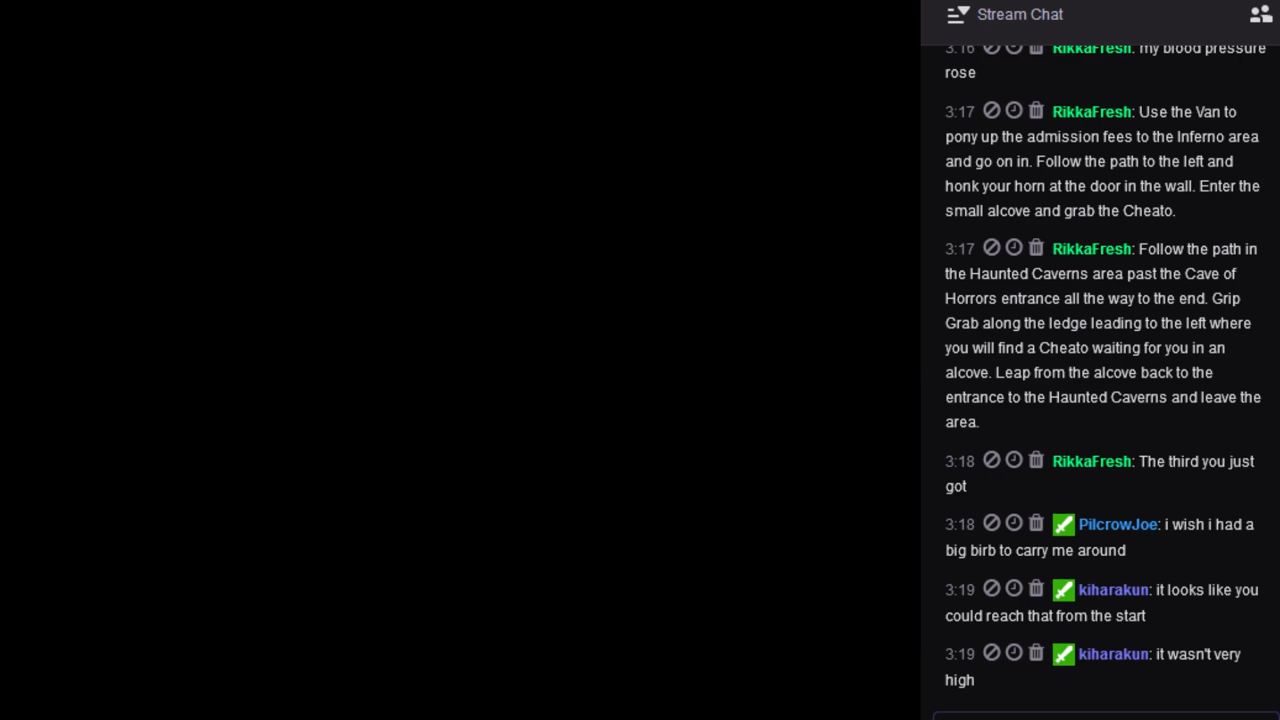 Stream Chat
3:16 RikkaFresh: my blood pressure
rose
3:17 RikkaFresh: Use the Van to
pony up the admission fees to the Inferno area
and go on in. Follow the path to the left and
honk your horn at the door in the wall. Enter the
small alcove and grab the Cheato.
3:17 RikkaFresh: Follow the path in
the Haunted Caverns area past the Cave of
Horrors entrance all the way to the end. Grip
Grab along the ledge leading to the left where
you will find a Cheato waiting for you in an
alcove. Leap from the alcove back to the
entrance to the Haunted Caverns and leave the
area.
3:18 RikkaFresh: The third you just
got
3:18 PilcrowJoe: i wish i had a
big birb to carry me around
3:19 kiharakun: it looks like you
could reach that from the start
3:19 kiharakun: it wasn't very
high